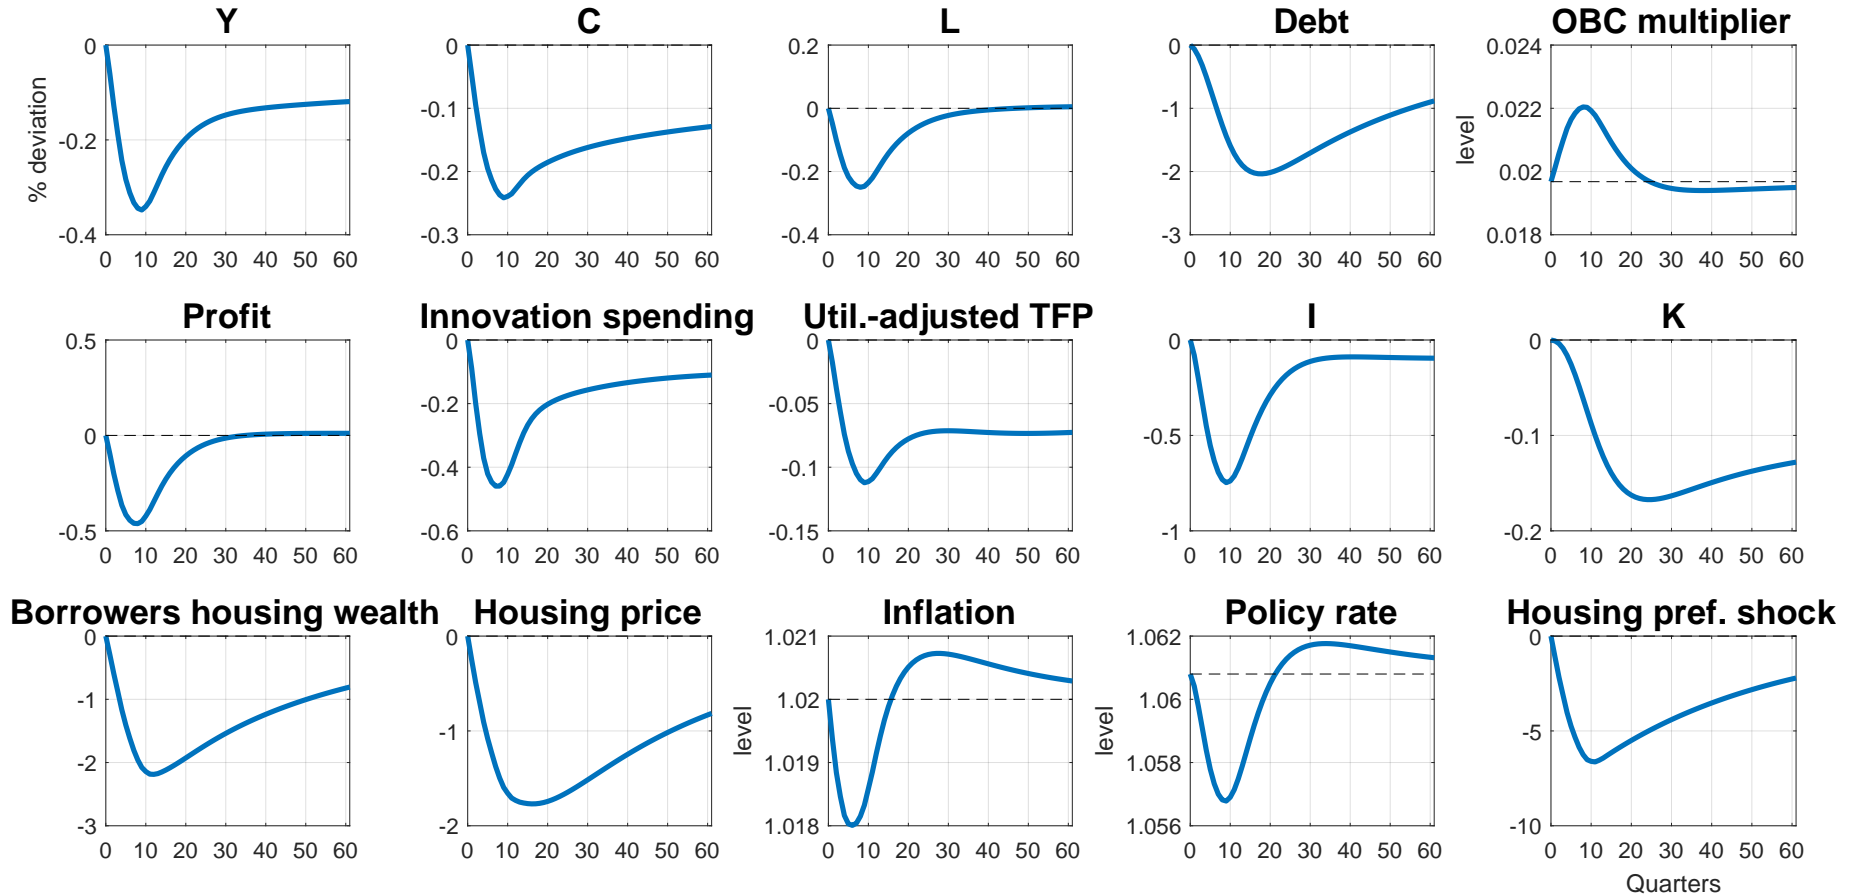 Y
C
L
Debt
OBC multiplier
% deviation
0
-0.2
-0.4
0 10 20 30 40 50 60
0
-0.1
-0.2
-0.3
0 10 20 30 40 50 60
0.2
0
-0.2
-0.4
0 10 20 30 40 50 60
0
-1
-2
-3
0 10 20 30 40 50 60
level
0.024
0.022
0.02
0.018
0 10 20 30 40 50 60
Profit
Innovation spending
Util.-adjusted TFP
I
K
0.5
0
-0.5
0 10 20 30 40 50 60
0
-0.2
-0.4
-0.6
0 10 20 30 40 50 60
0
-0.05
-0.1
-0.15
0 10 20 30 40 50 60
0
-0.5
-1
0 10 20 30 40 50 60
0
-0.1
-0.2
0 10 20 30 40 50 60
Borrowers housing wealth
Housing price
Inflation
Policy rate
Housing pref. shock
0
-1
-2
-3
0 10 20 30 40 50 60
0
-1
-2
0 10 20 30 40 50 60
level
1.021
1.02
1.019
1.018
0 10 20 30 40 50 60
level
1.062
1.06
1.058
1.056
0 10 20 30 40 50 60
0
-5
-10
0 10 20 30 40 50 60
Quarters